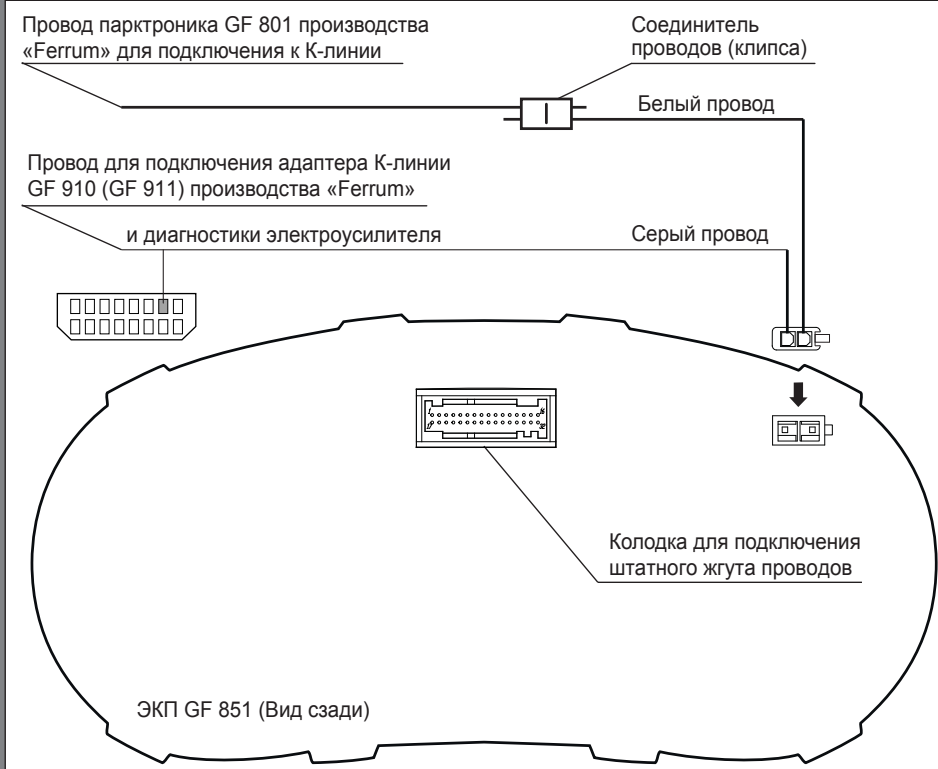 Провод парктроника GF 801 производства
«Ferrum» для подключения к К-линии
Соединитель
проводов (клипса)
Белый провод
Провод для подключения адаптера К-линии
GF 910 (GF 911) производства «Ferrum»
и диагностики электроусилителя
Серый провод
Колодка для подключения
штатного жгута проводов
ЭКП GF 851 (Вид сзади)